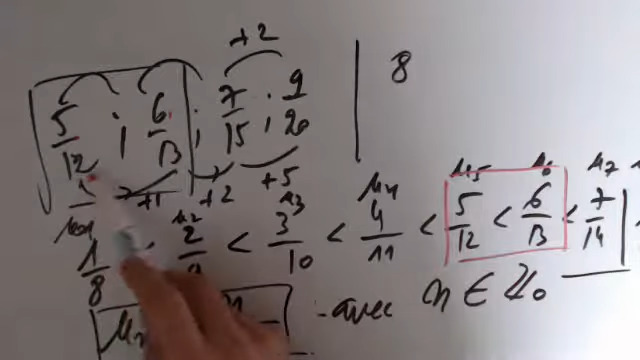 +2
5/12 ; 6/13 ; 7/15 ; 9/20 | 8
+1 +2 +5
u2 u3 u4 u5 u6 u7
1/8 < 2/9 < 3/10 < 4/11 < 5/12 < 6/13 < 7/14
avec n ∈ ℤ₀